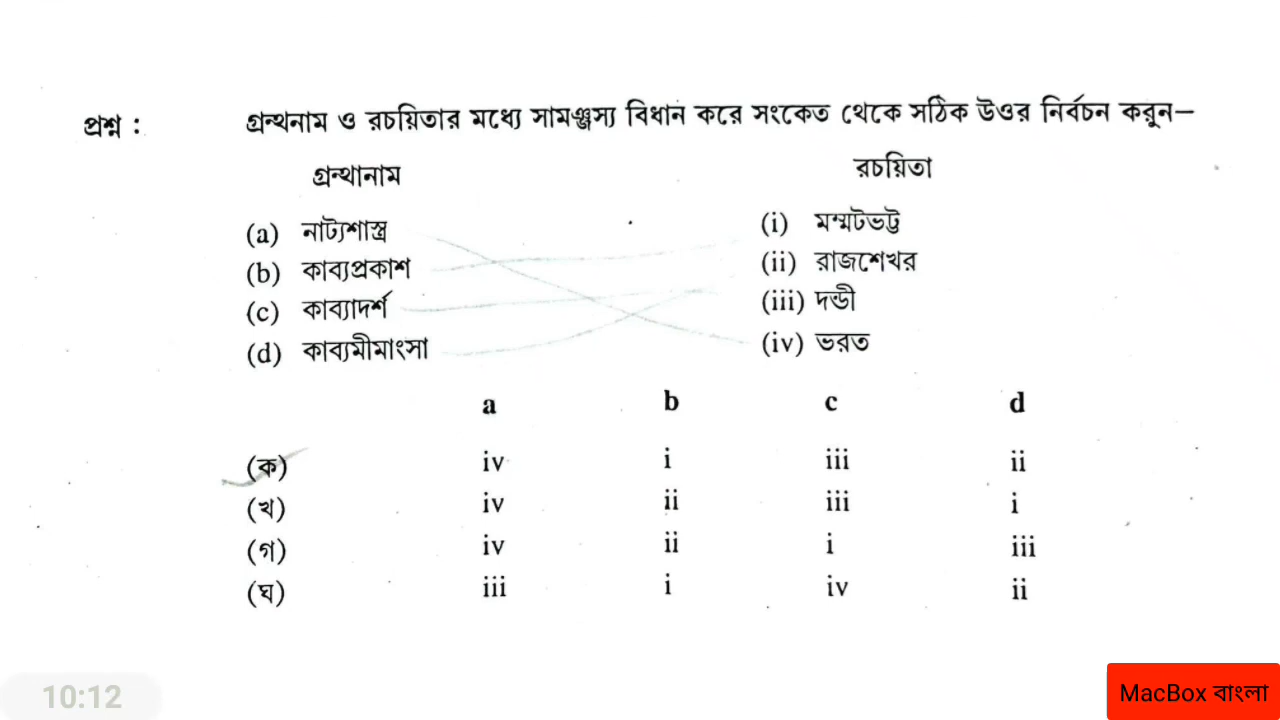 প্রশ্ন : গ্রন্থনাম ও রচয়িতার মধ্যে সামঞ্জস্য বিধান করে সংকেত থেকে সঠিক উওর নির্বচন করুন—
গ্রন্থানাম রচয়িতা
(a) নাট্যশাস্ত্র (i) মম্মটভট্ট
(b) কাব্যপ্রকাশ (ii) রাজশেখর
(c) কাব্যাদর্শ (iii) দন্ডী
(d) কাব্যমীমাংসা (iv) ভরত
a b c d
(ক) iv i iii ii
(খ) iv ii iii i
(গ) iv ii i iii
(ঘ) iii i iv ii
10:12
MacBox বাংলা